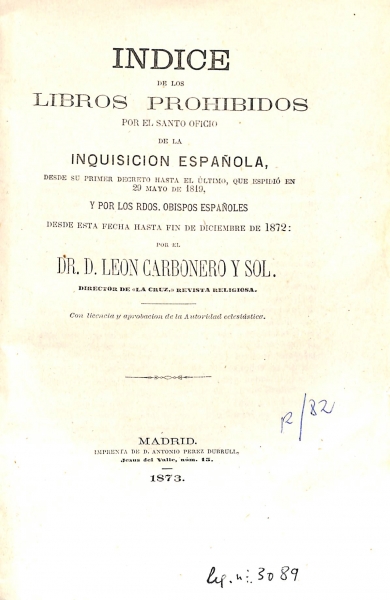 INDICE
DE LOS
LIBROS PROHIBIDOS
POR EL SANTO OFICIO
DE LA
INQUISICION ESPAÑOLA,
DESDE SU PRIMER DECRETO HASTA EL ÚLTIMO, QUE ESPIDIÓ EN
29 MAYO DE 1819,
Y POR LOS RDOS. OBISPOS ESPAÑOLES
DESDE ESTA FECHA HASTA FIN DE DICIEMBRE DE 1872:
POR EL
DR. D. LEON CARBONERO Y SOL.
DIRECTOR DE «LA CRUZ,» REVISTA RELIGIOSA.
Con licencia y aprobacion de la Autoridad eclesiástica.
/82
MADRID.
IMPRENTA DE D. ANTONIO PEREZ DUBRULL,
Jesus del Valle, núm. 15.
1873.
3089